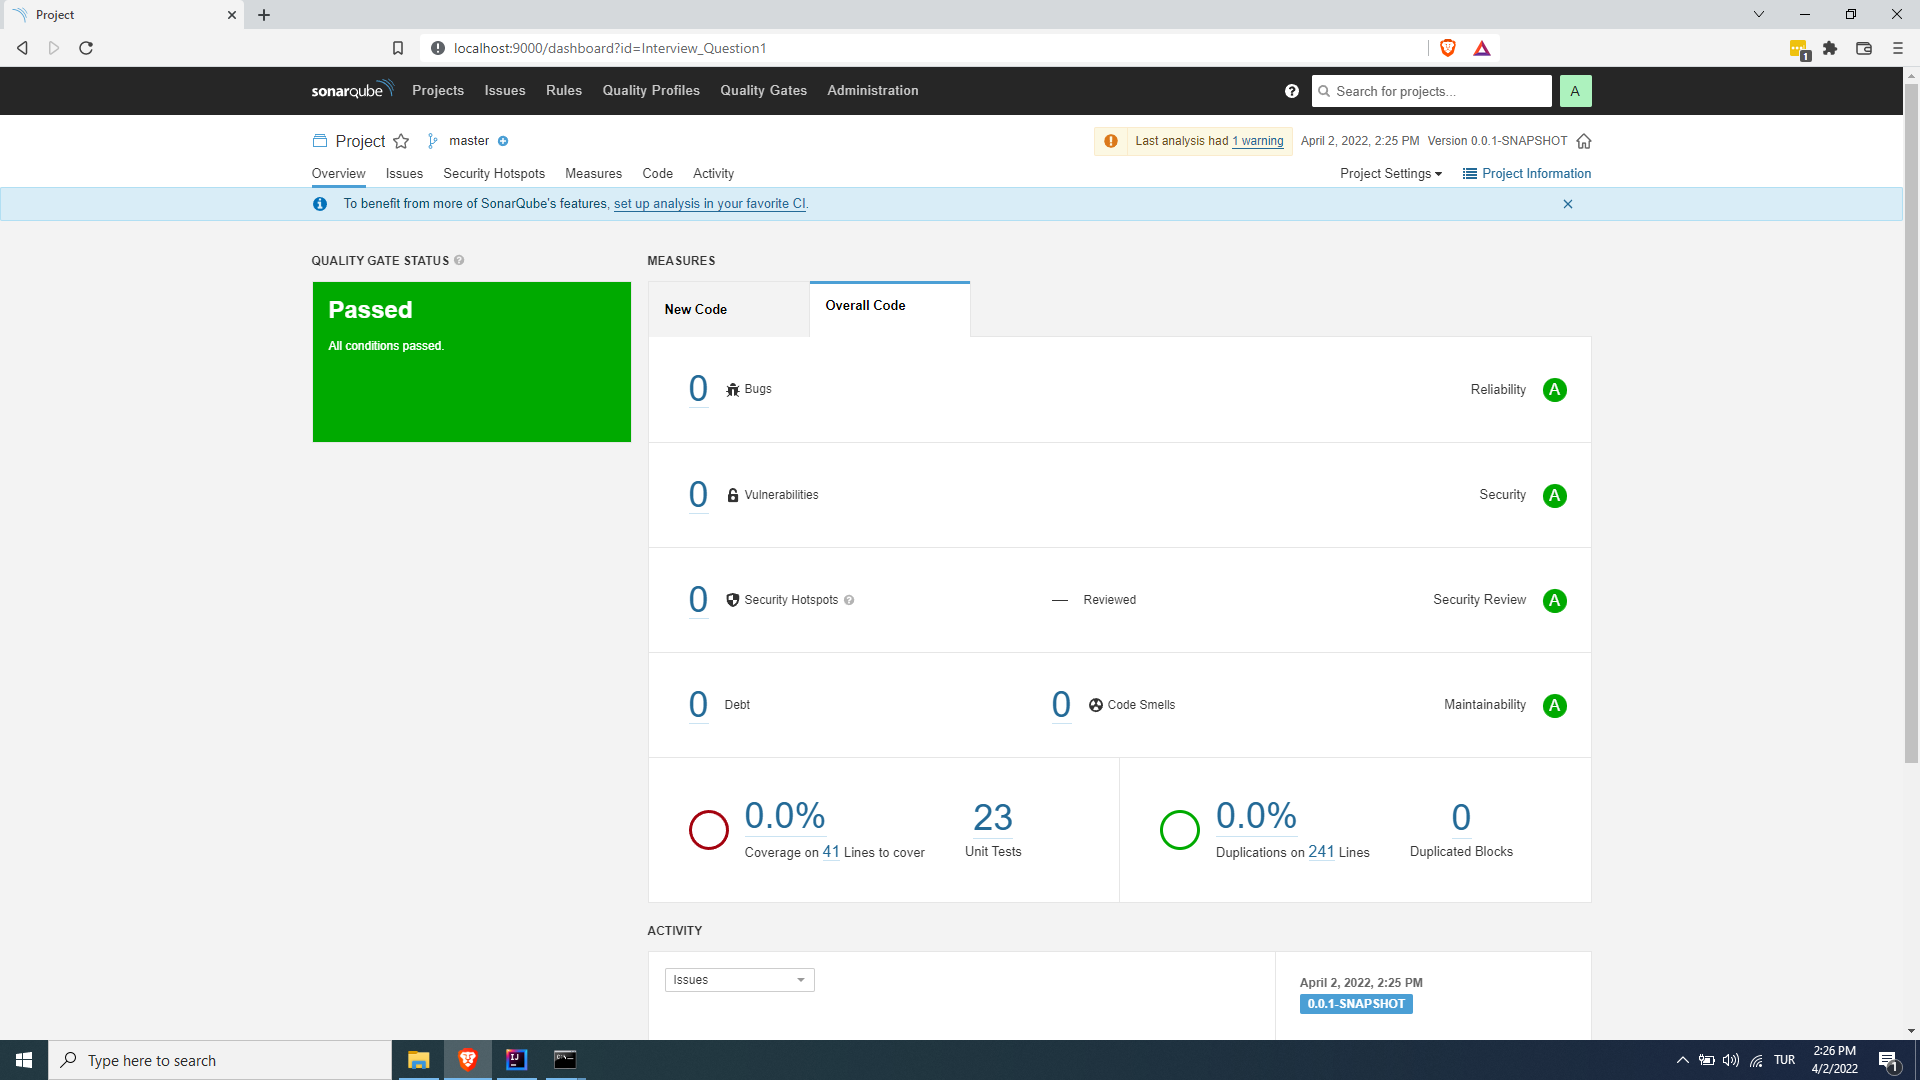 Project
localhost:9000/dashboard?id=Interview_Question1
1
sonarqube Projects Issues Rules Quality Profiles Quality Gates Administration
Search for projects...
A
Project master
Last analysis had 1 warning April 2, 2022, 2:25 PM Version 0.0.1-SNAPSHOT
Overview Issues Security Hotspots Measures Code Activity
Project Settings Project Information
To benefit from more of SonarQube's features, set up analysis in your favorite CI.
QUALITY GATE STATUS
Passed
All conditions passed.
MEASURES
New Code Overall Code
0 Bugs Reliability A
0 Vulnerabilities Security A
0 Security Hotspots — Reviewed Security Review A
0 Debt 0 Code Smells Maintainability A
0.0%
Coverage on 41 Lines to cover
23
Unit Tests
0.0%
Duplications on 241 Lines
0
Duplicated Blocks
ACTIVITY
Issues
April 2, 2022, 2:25 PM
0.0.1-SNAPSHOT
Type here to search
IJ
TUR
2:26 PM
4/2/2022
1